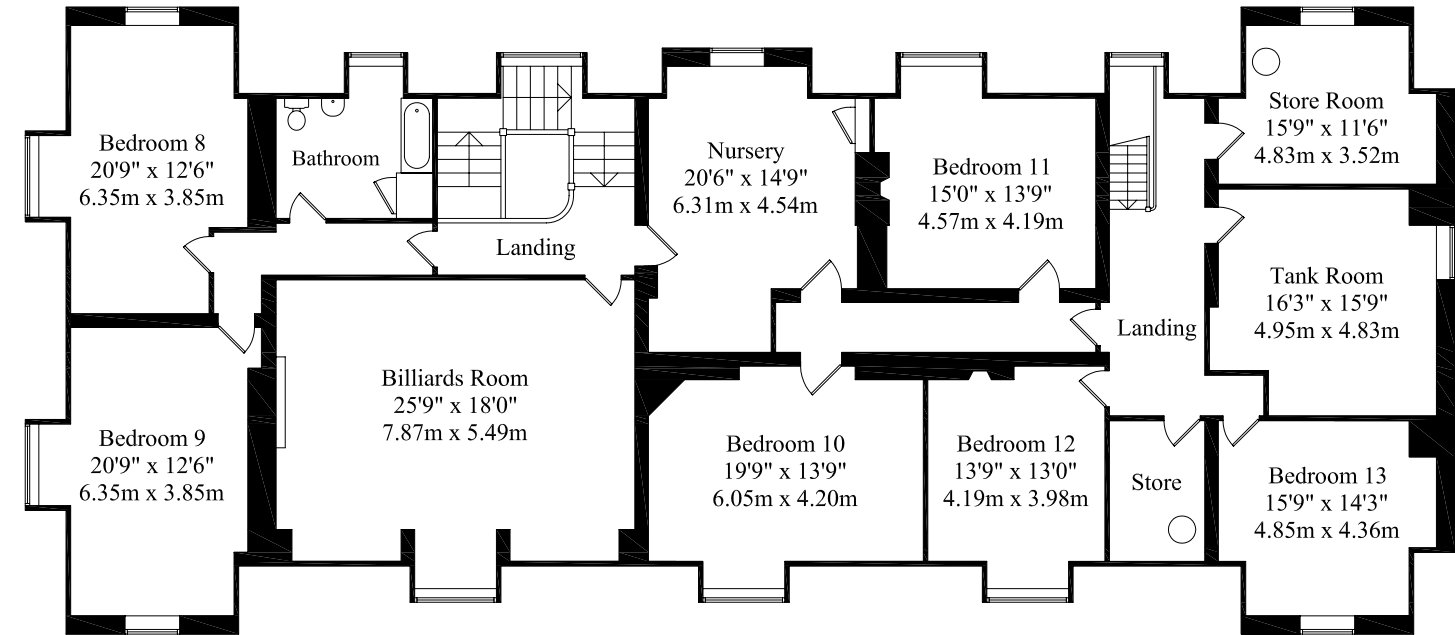 Bedroom 8
20'9" x 12'6"
6.35m x 3.85m
Bathroom
Landing
Nursery
20'6" x 14'9"
6.31m x 4.54m
Bedroom 11
15'0" x 13'9"
4.57m x 4.19m
Store Room
15'9" x 11'6"
4.83m x 3.52m
Tank Room
16'3" x 15'9"
4.95m x 4.83m
Landing
Bedroom 9
20'9" x 12'6"
6.35m x 3.85m
Billiards Room
25'9" x 18'0"
7.87m x 5.49m
Bedroom 10
19'9" x 13'9"
6.05m x 4.20m
Bedroom 12
13'9" x 13'0"
4.19m x 3.98m
Store
Bedroom 13
15'9" x 14'3"
4.85m x 4.36m